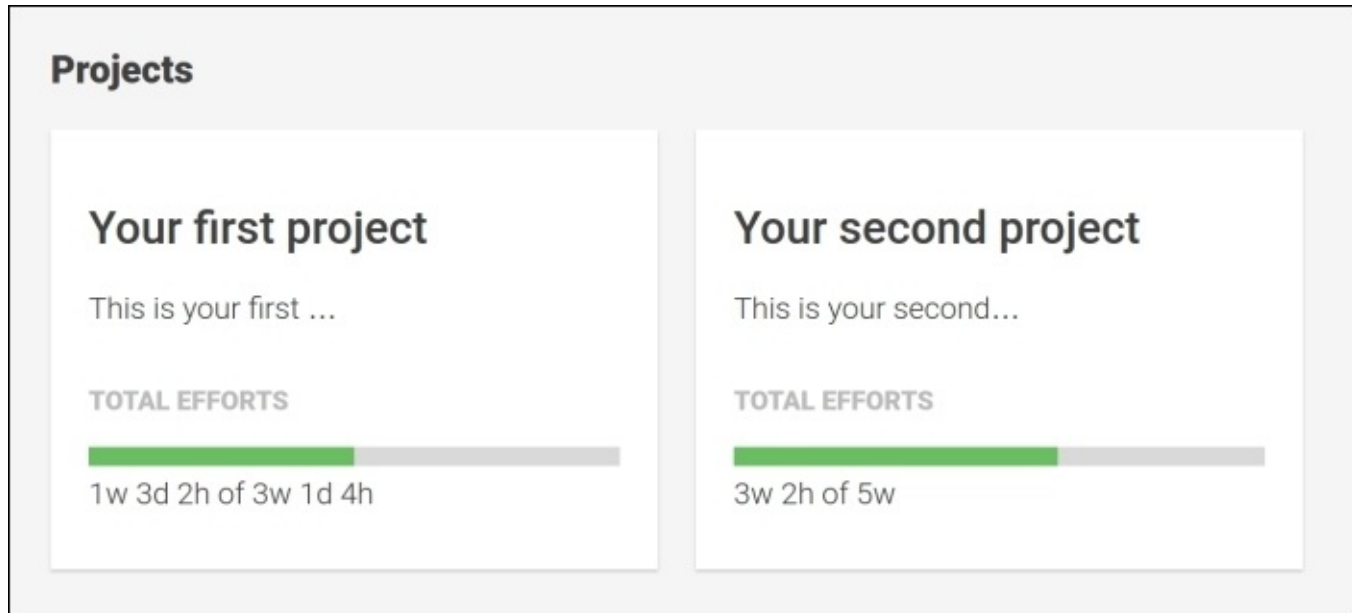 Projects
Your first project
This is your first ...
TOTAL EFFORTS
1w 3d 2h of 3w 1d 4h
Your second project
This is your second...
TOTAL EFFORTS
3w 2h of 5w